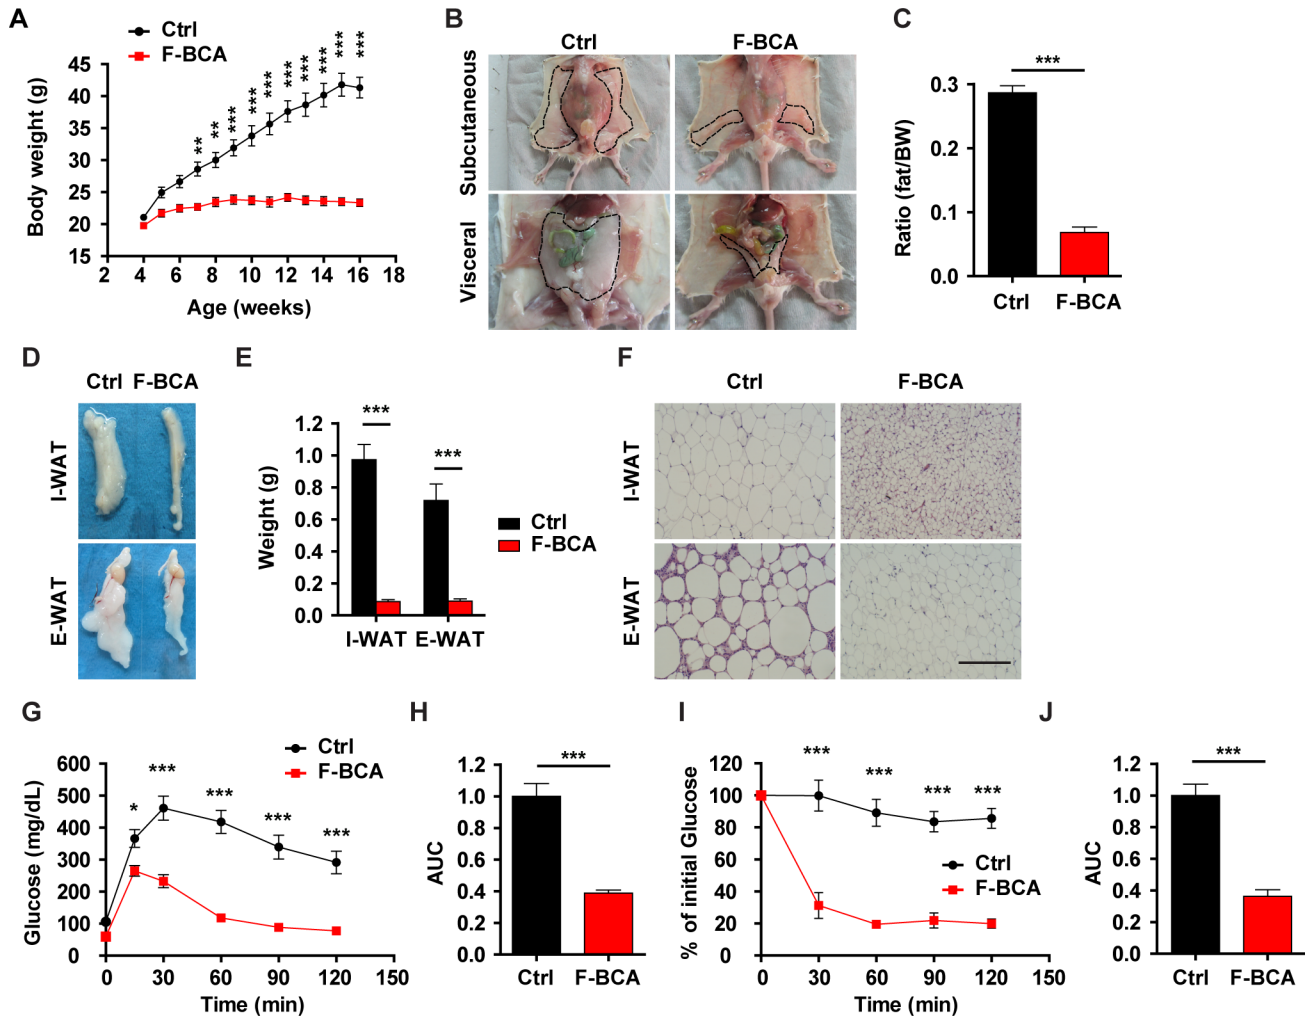 A
Ctrl
F-BCA
Body weight (g)
45
40
35
30
25
20
15
** ** *** *** *** *** *** *** *** ***
2 4 6 8 10 12 14 16 18
Age (weeks)
B
Ctrl F-BCA
Subcutaneous
Visceral
C
***
Ratio (fat/BW)
0.3
0.2
0.1
0.0
Ctrl F-BCA
D
Ctrl F-BCA
I-WAT
E-WAT
E
*** ***
Weight (g)
1.2
1.0
0.8
0.6
0.4
0.2
0.0
I-WAT E-WAT
Ctrl
F-BCA
F
Ctrl F-BCA
I-WAT
E-WAT
G
Ctrl
F-BCA
Glucose (mg/dL)
600
500
400
300
200
100
0
* *** *** *** ***
0 30 60 90 120 150
Time (min)
H
***
AUC
1.2
1.0
0.8
0.6
0.4
0.2
0.0
Ctrl F-BCA
I
% of initial Glucose
120
100
80
60
40
20
0
*** *** *** ***
Ctrl
F-BCA
0 30 60 90 120 150
Time (min)
J
***
AUC
1.2
1.0
0.8
0.6
0.4
0.2
0.0
Ctrl F-BCA